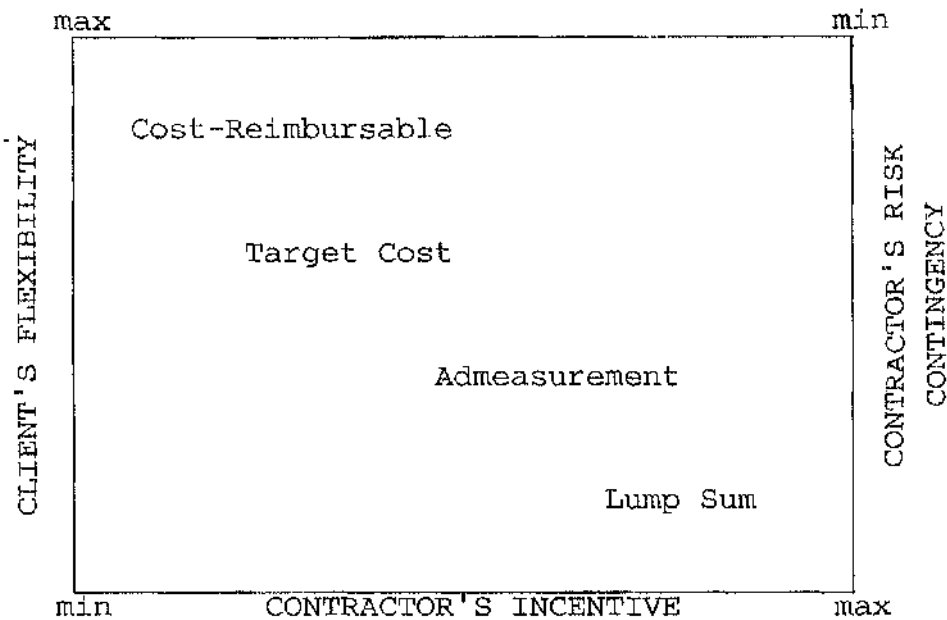 max
min
Cost-Reimbursable
Target Cost
Admeasurement
Lump Sum
CLIENT'S FLEXIBILITY
CONTRACTOR'S RISK
CONTINGENCY
min
CONTRACTOR'S INCENTIVE
max